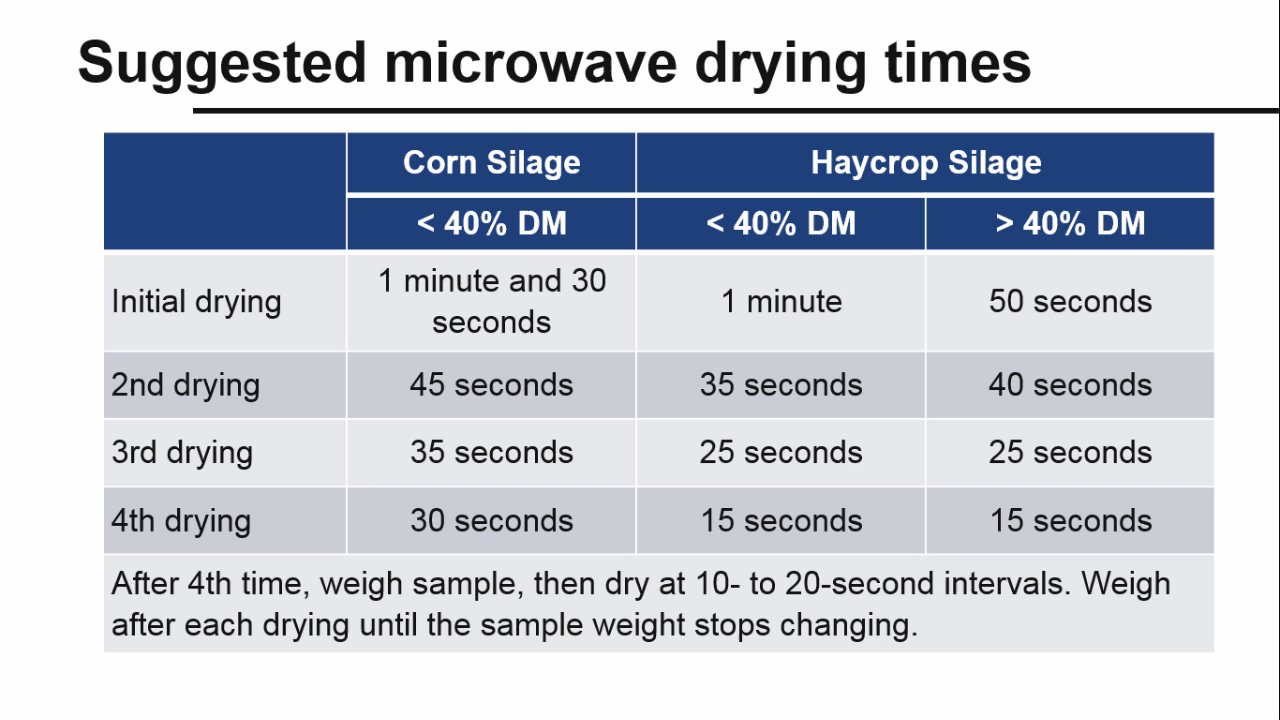 Suggested microwave drying times
Corn Silage Haycrop Silage
< 40% DM < 40% DM > 40% DM
Initial drying 1 minute and 30 seconds 1 minute 50 seconds
2nd drying 45 seconds 35 seconds 40 seconds
3rd drying 35 seconds 25 seconds 25 seconds
4th drying 30 seconds 15 seconds 15 seconds
After 4th time, weigh sample, then dry at 10- to 20-second intervals. Weigh
after each drying until the sample weight stops changing.